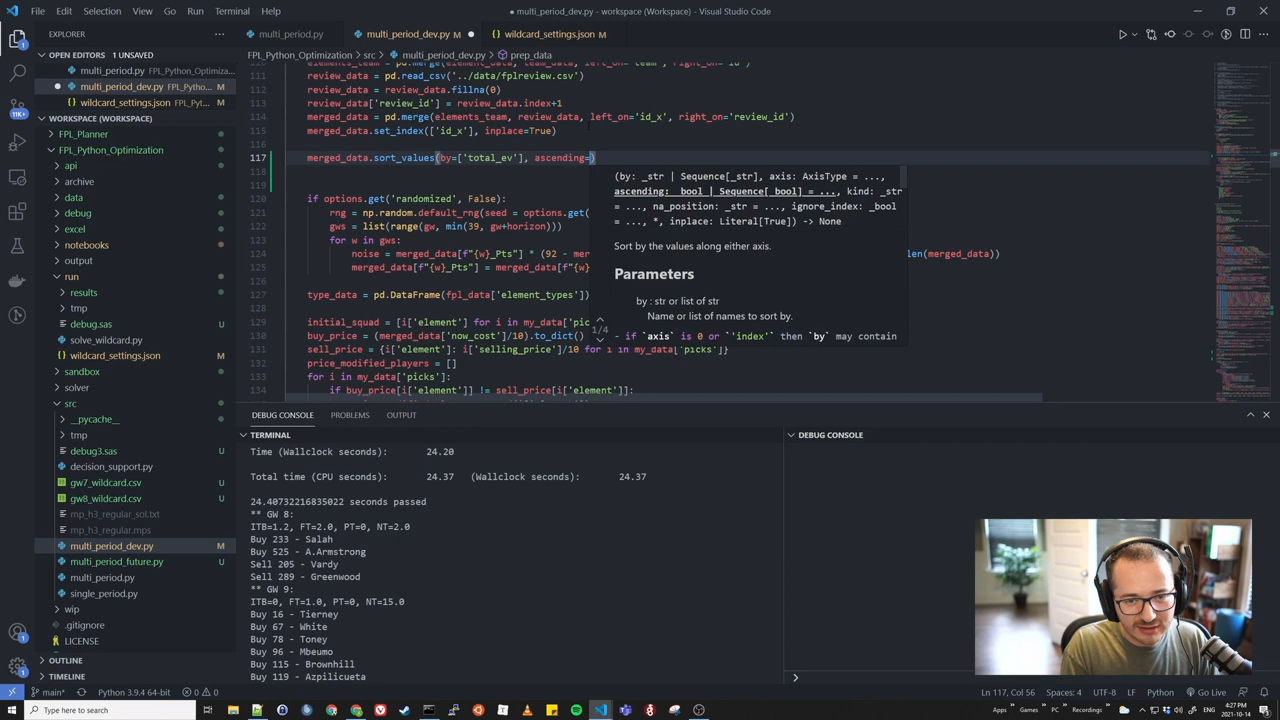 File Edit Selection View Go Run Terminal Help
● multi_period_dev.py - workspace (Workspace) - Visual Studio Code
EXPLORER
OPEN EDITORS 1 UNSAVED
multi_period.py FPL_Python_Optimiza...
multi_period_dev.py FPL_Pytho... M
wildcard_settings.json FPL_Pyt... M
WORKSPACE (WORKSPACE)
FPL_Planner
FPL_Python_Optimization
api
archive
data
debug
excel
notebooks
output
run
results
tmp
debug.sas U
solve_wildcard.py
wildcard_settings.json M
sandbox
solver
src
__pycache__
tmp
debug3.sas U
decision_support.py
gw7_wildcard.csv U
gw8_wildcard.csv U
mp_h3_regular_sol.txt
mp_h3_regular.mps
multi_period_dev.py M
multi_period_future.py U
multi_period.py
single_period.py
wip
.gitignore
LICENSE
OUTLINE
TIMELINE
multi_period.py
multi_period_dev.py M ●
wildcard_settings.json M
FPL_Python_Optimization > src > multi_period_dev.py > prep_data
111 review_data = pd.read_csv('../data/fplreview.csv')
112 review_data = review_data.fillna(0)
113 review_data['review_id'] = review_data.index+1
114 merged_data = pd.merge(elements_team, review_data, left_on='id_x', right_on='review_id')
115 merged_data.set_index(['id_x'], inplace=True)
116
117 merged_data.sort_values(by=['total_ev'], ascending=)
118
119
120 if options.get('randomized', False):
121 rng = np.random.default_rng(seed = options.get(
122 gws = list(range(gw, min(39, gw+horizon)))
123 for w in gws:
124 noise = merged_data[f"{w}_Pts"] * (92 - mer len(merged_data))
125 merged_data[f"{w}_Pts"] = merged_data[f"{w}
126
127 type_data = pd.DataFrame(fpl_data['element_types'])
128
129 initial_squad = [i['element'] for i in my_data['pic
130 buy_price = (merged_data['now_cost']/10).to_dict()
131 sell_price = {i['element']: i['selling_price']/10 for i in my_data['picks']}
132 price_modified_players = []
133 for i in my_data['picks']:
134 if buy_price[i['element']] != sell_price[i['element']]:
(by: _str | Sequence[_str], axis: AxisType = ...,
ascending: _bool | Sequence[_bool] = ..., kind: _str
= ..., na_position: _str = ..., ignore_index: _bool
= ..., *, inplace: Literal[True]) -> None
Sort by the values along either axis.
Parameters
by : str or list of str
Name or list of names to sort by.
1/4
- if `axis` is 0 or `'index'` then `by` may contain
DEBUG CONSOLE PROBLEMS OUTPUT
TERMINAL
Time (Wallclock seconds): 24.20
Total time (CPU seconds): 24.37 (Wallclock seconds): 24.37
24.40732216835022 seconds passed
** GW 8:
ITB=1.2, FT=2.0, PT=0, NT=2.0
Buy 233 - Salah
Buy 525 - A.Armstrong
Sell 205 - Vardy
Sell 289 - Greenwood
** GW 9:
ITB=0, FT=1.0, PT=0, NT=15.0
Buy 16 - Tierney
Buy 67 - White
Buy 78 - Toney
Buy 96 - Mbeumo
Buy 115 - Brownhill
Buy 119 - Azpilicueta
DEBUG CONSOLE
main* Python 3.9.4 64-bit 0 0
Ln 117, Col 56 Spaces: 4 UTF-8 LF Python Go Live
Type here to search
Apps Games PC Recordings
ENG
4:27 PM
2021-10-14